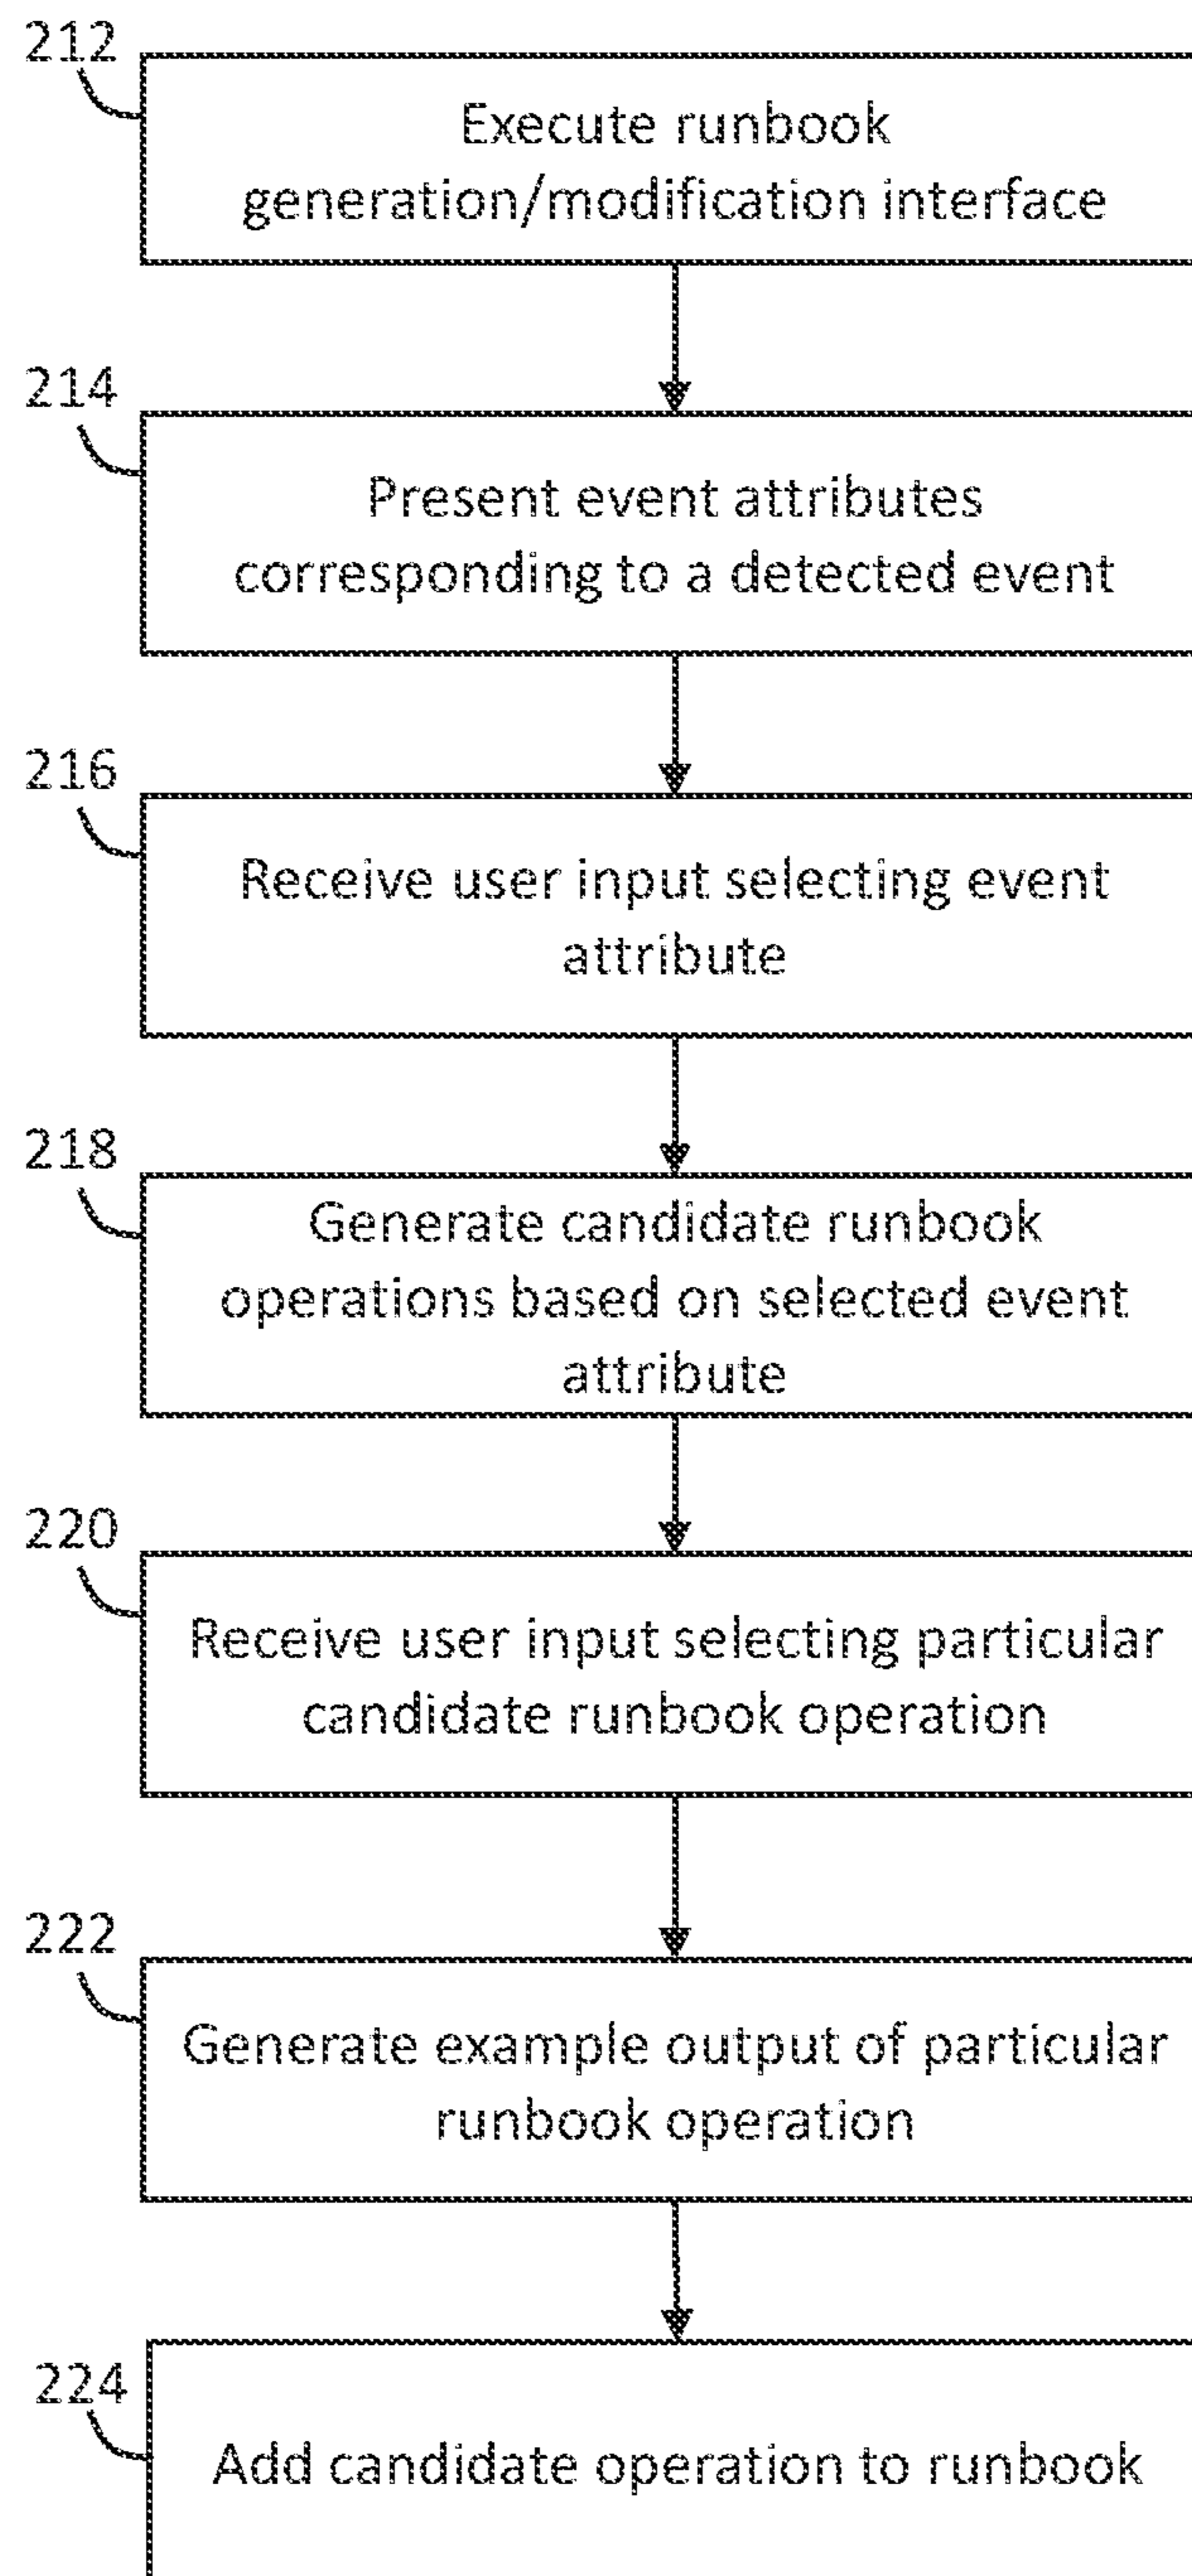 212
Execute runbook
generation/modification interface
214
Present event attributes
corresponding to a detected event
216
Receive user input selecting event
attribute
218
Generate candidate runbook
operations based on selected event
attribute
220
Receive user input selecting particular
candidate runbook operation
222
Generate example output of particular
runbook operation
224
Add candidate operation to runbook